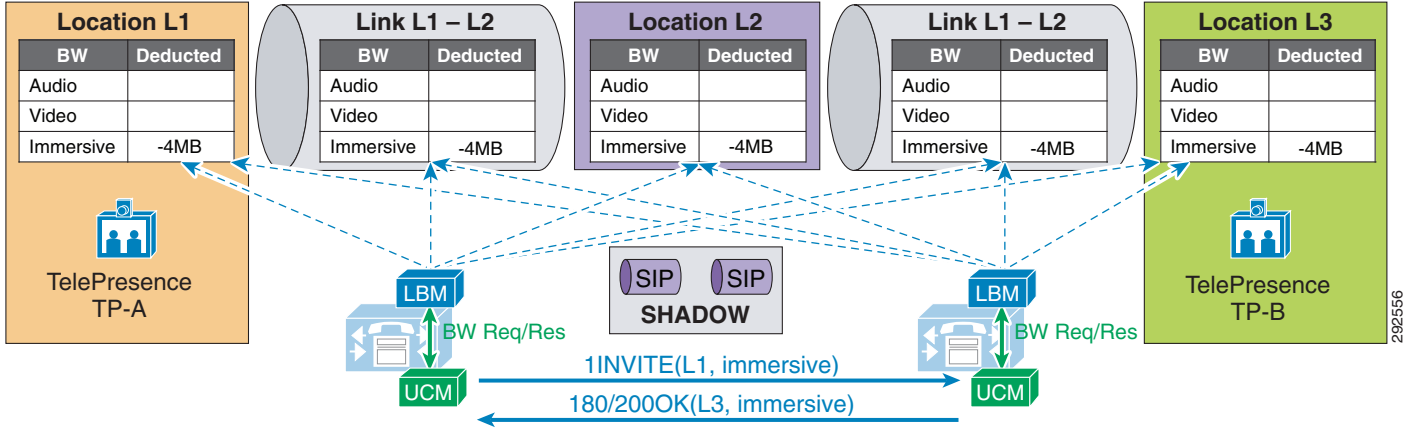 Location L1
BW Deducted
Audio
Video
Immersive -4MB
TelePresence
TP-A
Link L1 – L2
BW Deducted
Audio
Video
Immersive -4MB
Location L2
BW Deducted
Audio
Video
Immersive -4MB
Link L1 – L2
BW Deducted
Audio
Video
Immersive -4MB
Location L3
BW Deducted
Audio
Video
Immersive -4MB
TelePresence
TP-B
LBM
BW Req/Res
UCM
SIP SIP
SHADOW
LBM
BW Req/Res
UCM
1INVITE(L1, immersive)
180/200OK(L3, immersive)
292556